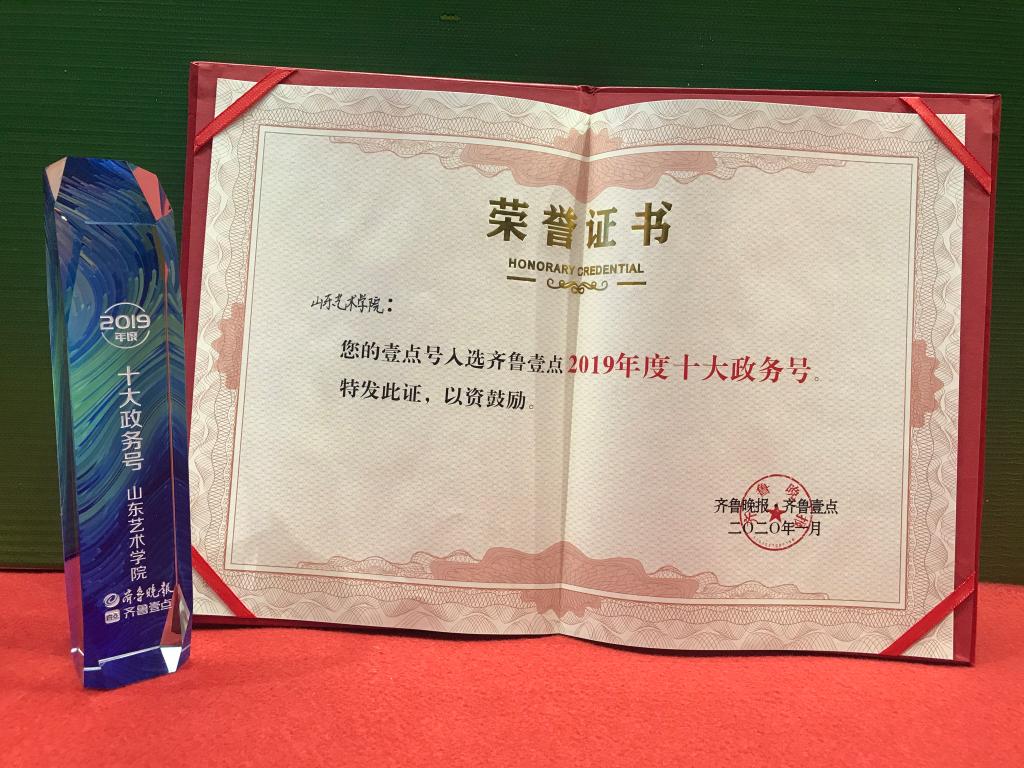 2019
年度
十大政务号
山东艺术学院
齐鲁晚报
齐鲁壹点
荣誉证书
HONORARY CREDENTIAL
山东艺术学院：
您的壹点号入选齐鲁壹点2019年度十大政务号。
特发此证，以资鼓励。
齐鲁晚报·齐鲁壹点
二〇二〇年一月
齐鲁晚报